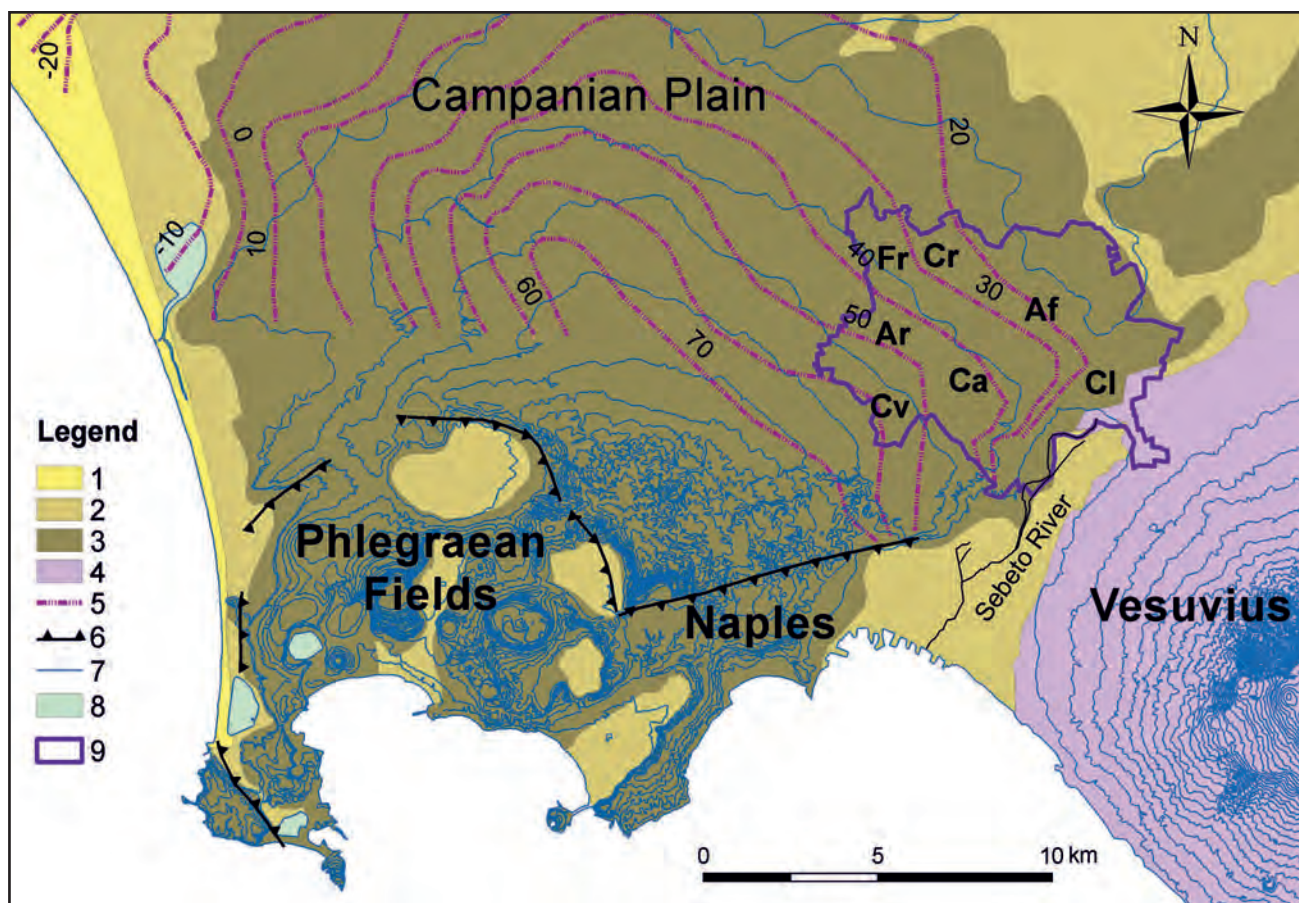 -20
N
Campanian Plain
0
20
-10
10
40
Fr
Cr
30
Af
60
50
Ar
70
Ca
Cl
Cv
Legend
1
2
3
4
5
6
7
8
9
Phlegraean
Fields
Naples
Sebeto River
Vesuvius
0
5
10 km